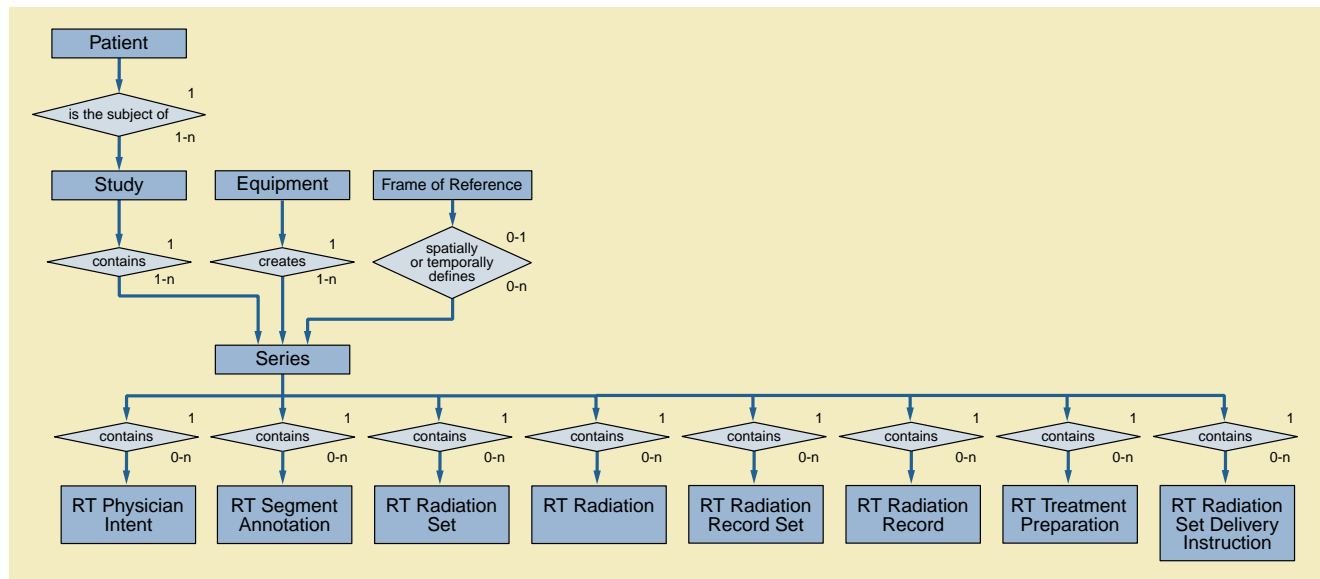 Patient
1
is the subject of
1-n
Study
Equipment
Frame of Reference
1
contains
1-n
1
creates
1-n
0-1
spatially
or temporally
defines
0-n
Series
1
contains
0-n
1
contains
0-n
1
contains
0-n
1
contains
0-n
1
contains
0-n
1
contains
0-n
1
contains
0-n
1
contains
0-n
RT Physician
Intent
RT Segment
Annotation
RT Radiation
Set
RT Radiation
RT Radiation
Record Set
RT Radiation
Record
RT Treatment
Preparation
RT Radiation
Set Delivery
Instruction